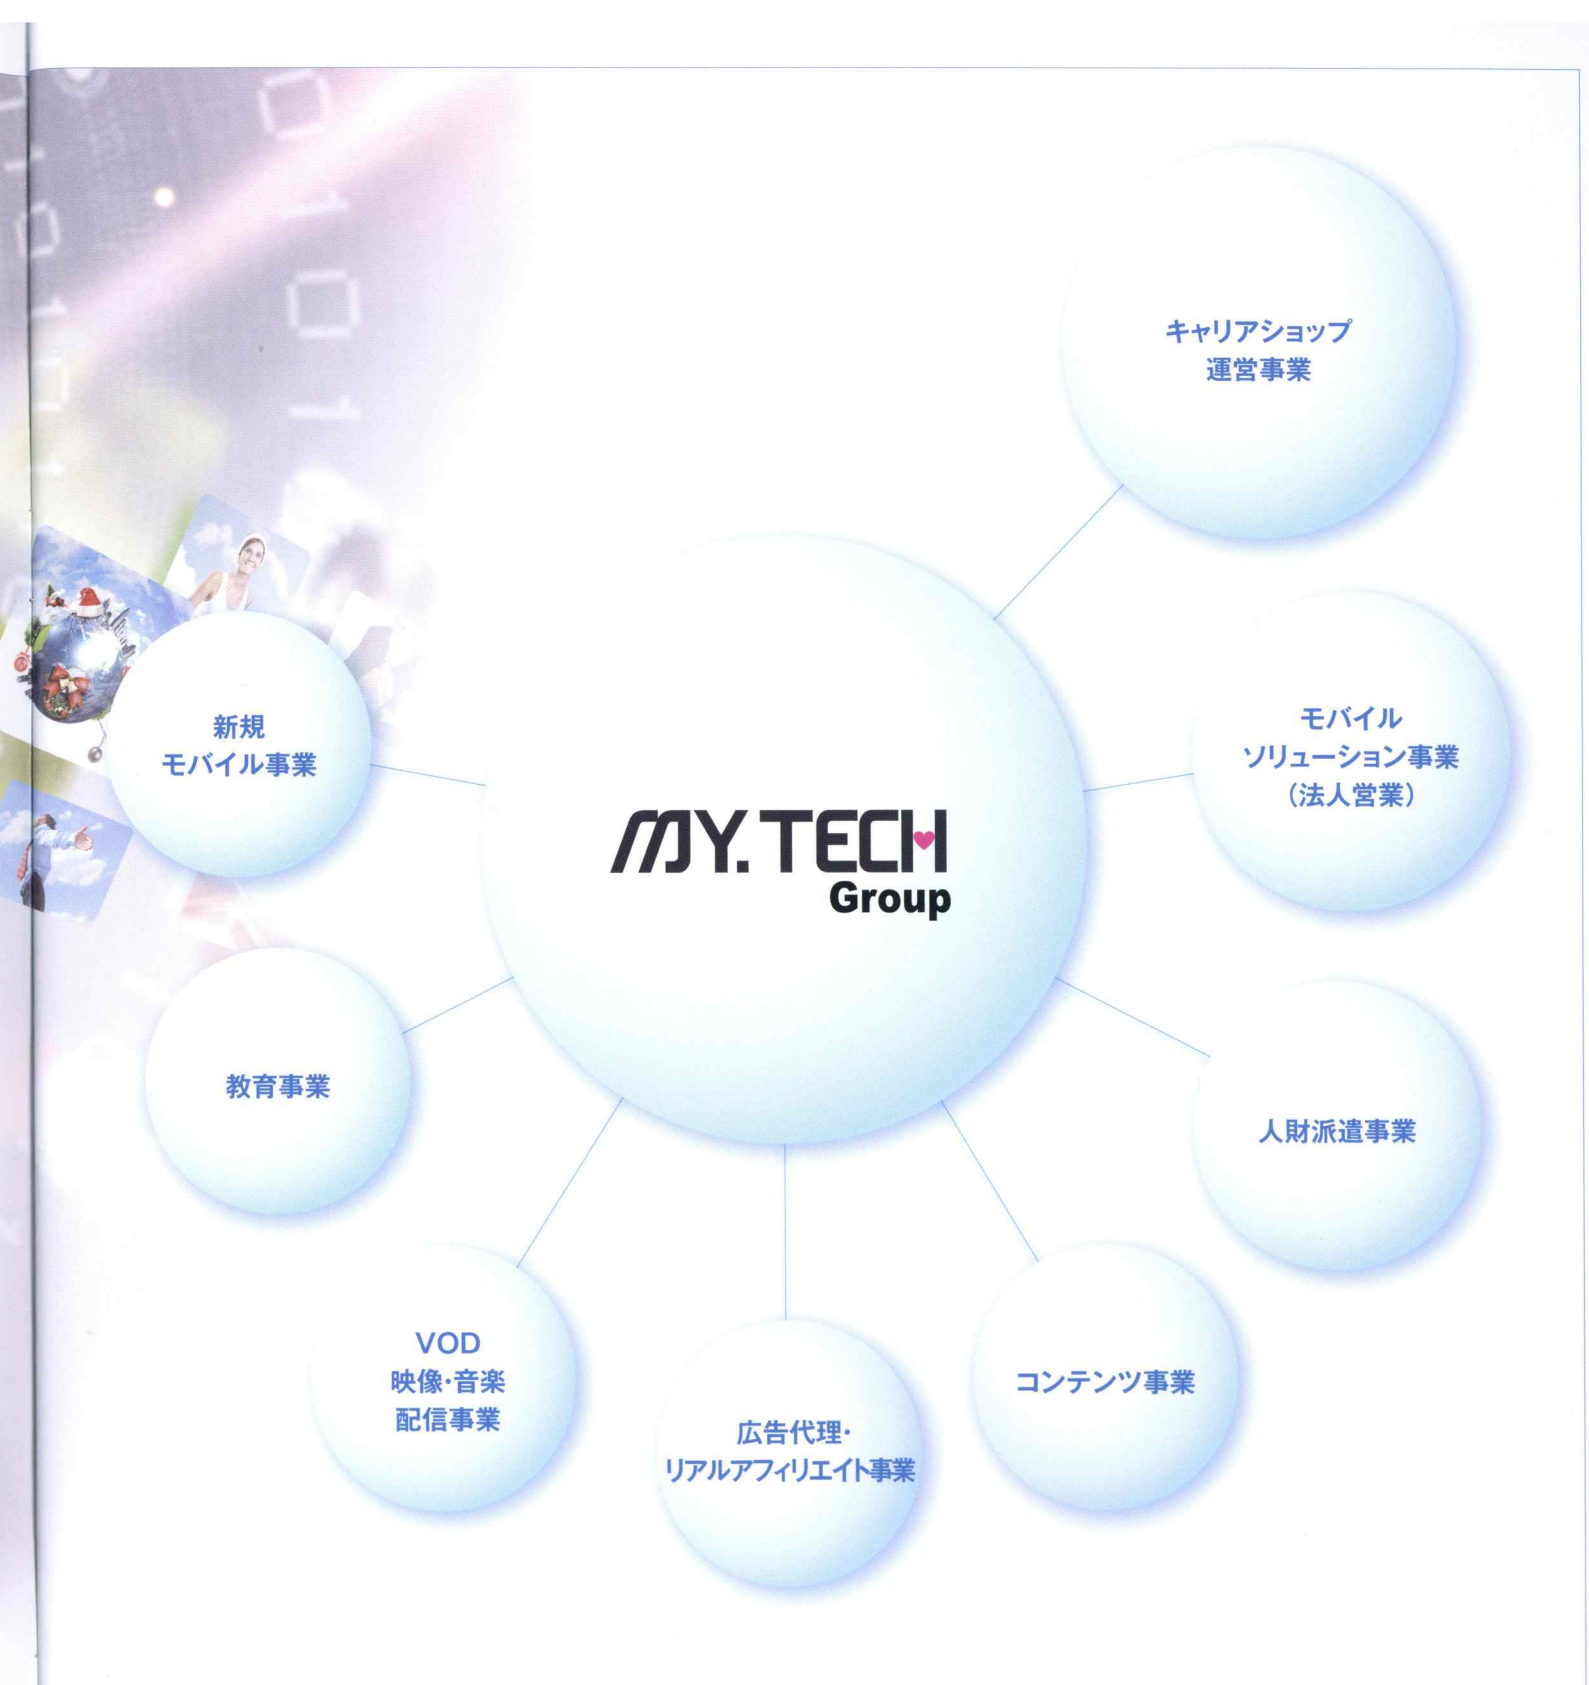 キャリアショップ
運営事業
モバイル
ソリューション事業
（法人営業）
人財派遣事業
コンテンツ事業
広告代理・
リアルアフィリエイト事業
VOD
映像・音楽
配信事業
教育事業
新規
モバイル事業
MY.TECH
Group